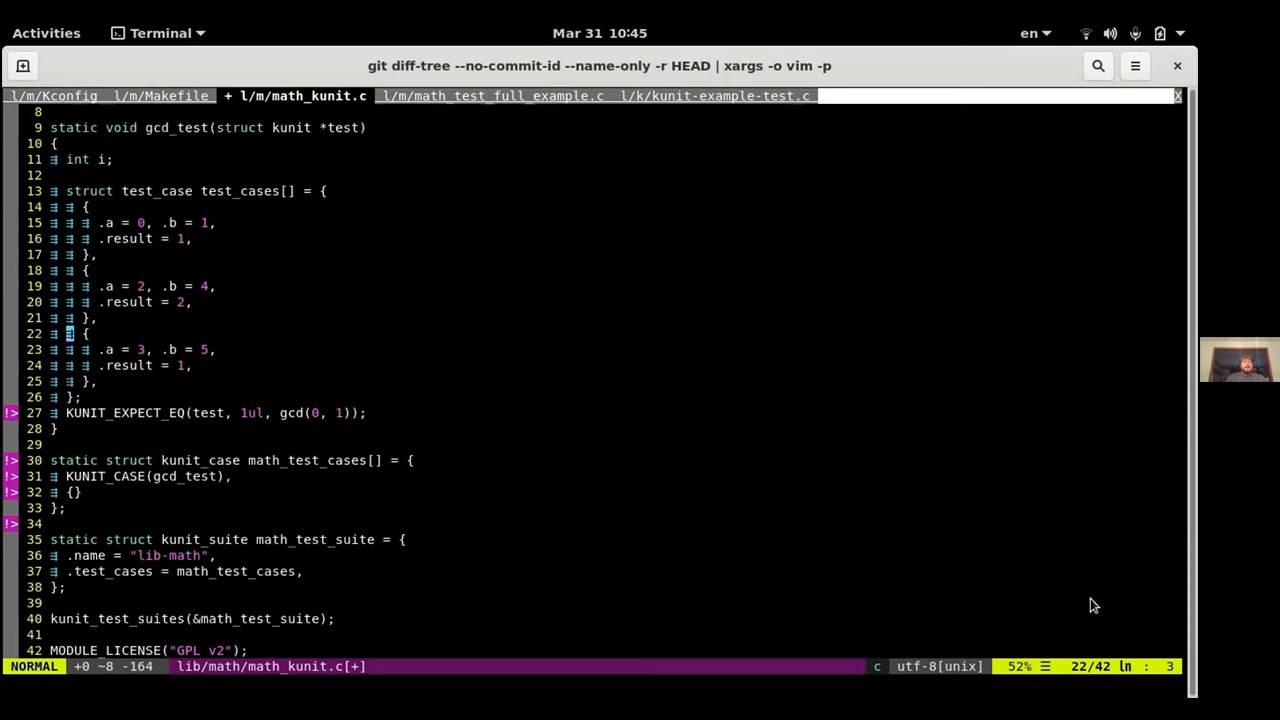 Activities Terminal Mar 31 10:45 en
git diff-tree --no-commit-id --name-only -r HEAD | xargs -o vim -p
l/m/Kconfig l/m/Makefile + l/m/math_kunit.c l/m/math_test_full_example.c l/k/kunit-example-test.c X
8
9 static void gcd_test(struct kunit *test)
10 {
11 int i;
12
13 struct test_case test_cases[] = {
14 {
15 .a = 0, .b = 1,
16 .result = 1,
17 },
18 {
19 .a = 2, .b = 4,
20 .result = 2,
21 },
22 {
23 .a = 3, .b = 5,
24 .result = 1,
25 },
26 };
!> 27 KUNIT_EXPECT_EQ(test, 1ul, gcd(0, 1));
28 }
29
!> 30 static struct kunit_case math_test_cases[] = {
!> 31 KUNIT_CASE(gcd_test),
!> 32 {}
33 };
!> 34
35 static struct kunit_suite math_test_suite = {
36 .name = "lib-math",
37 .test_cases = math_test_cases,
38 };
39
40 kunit_test_suites(&math_test_suite);
41
42 MODULE_LICENSE("GPL v2");
NORMAL +0 ~8 -164 lib/math/math_kunit.c[+] c utf-8[unix] 52% ☰ 22/42 ln : 3